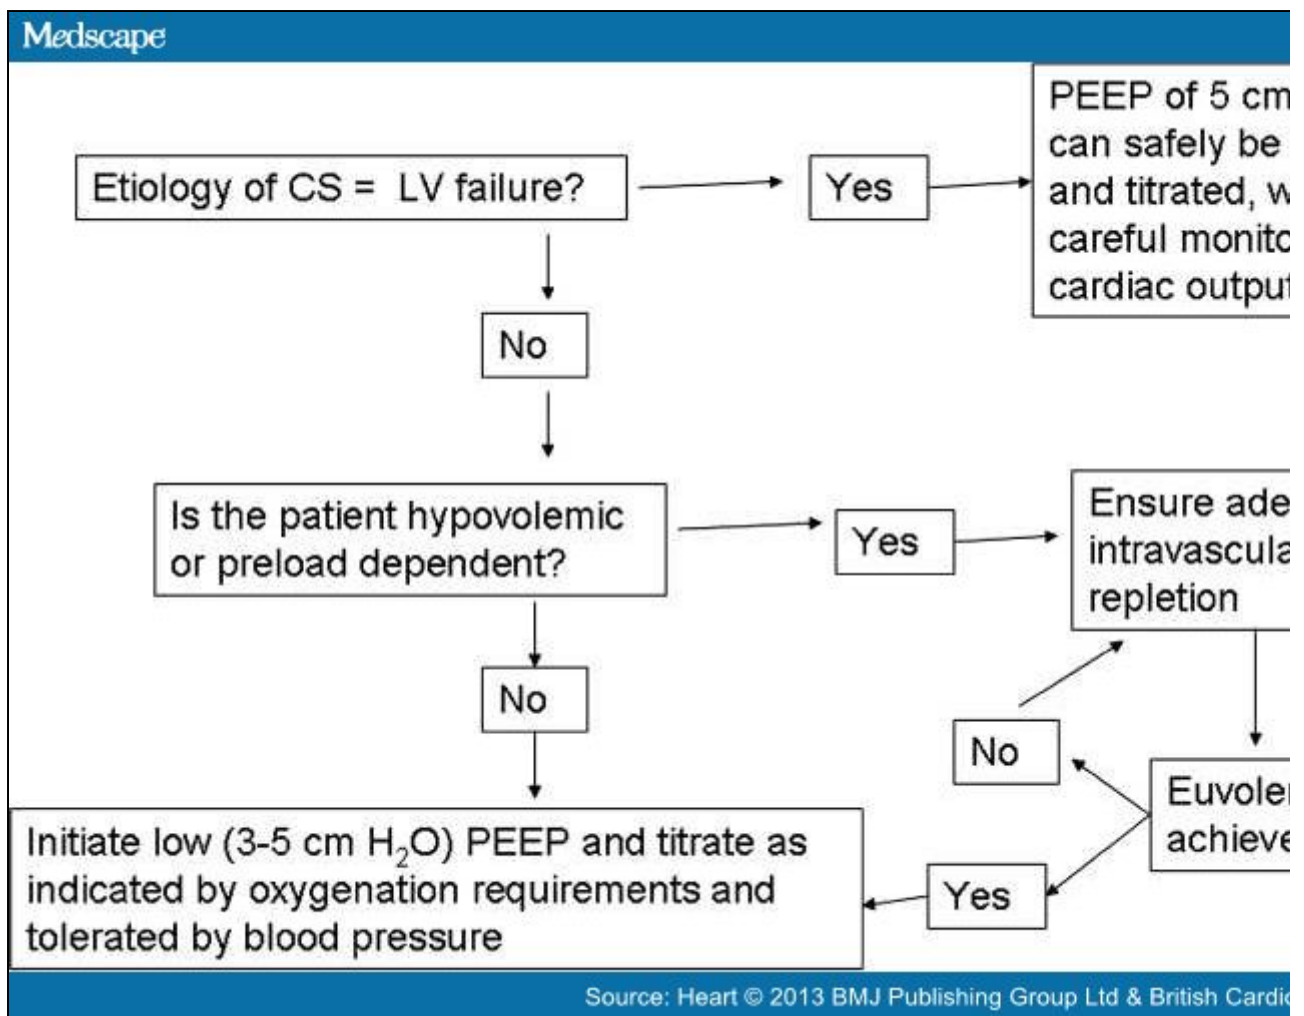 Medscape
Etiology of CS = LV failure?
Yes
PEEP of 5 cm
can safely be
and titrated,
careful
cardiac output
No
Is the patient hypovolemic
or preload dependent?
Yes
Ensure
intravascula
repletion
No
No
Euvole
achieve
Initiate low (3-5 cm H₂O) PEEP and titrate as
indicated by oxygenation requirements and
tolerated by blood pressure
Yes
Source: Heart © 2013 BMJ Publishing Group Ltd & British